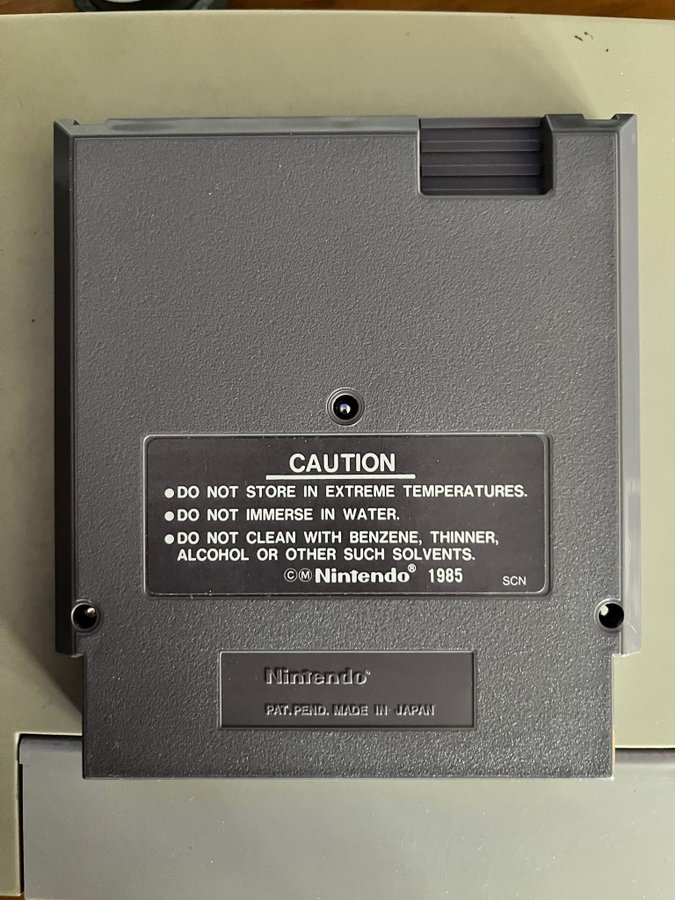 CAUTION
●DO NOT STORE IN EXTREME TEMPERATURES.
●DO NOT IMMERSE IN WATER.
●DO NOT CLEAN WITH BENZENE, THINNER,
ALCOHOL OR OTHER SUCH SOLVENTS.
©Ⓜ Nintendo® 1985 SCN
Nintendo®
PAT. PEND. MADE IN JAPAN